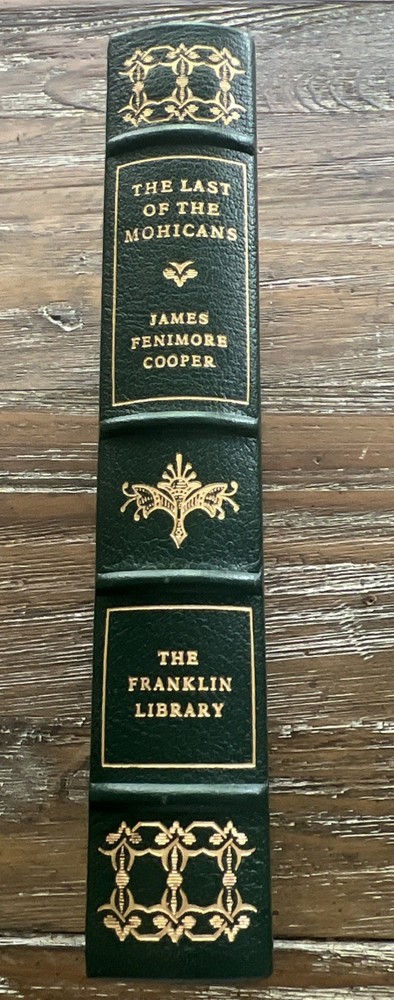 THE LAST
OF THE
MOHICANS
JAMES
FENIMORE
COOPER
THE
FRANKLIN
LIBRARY